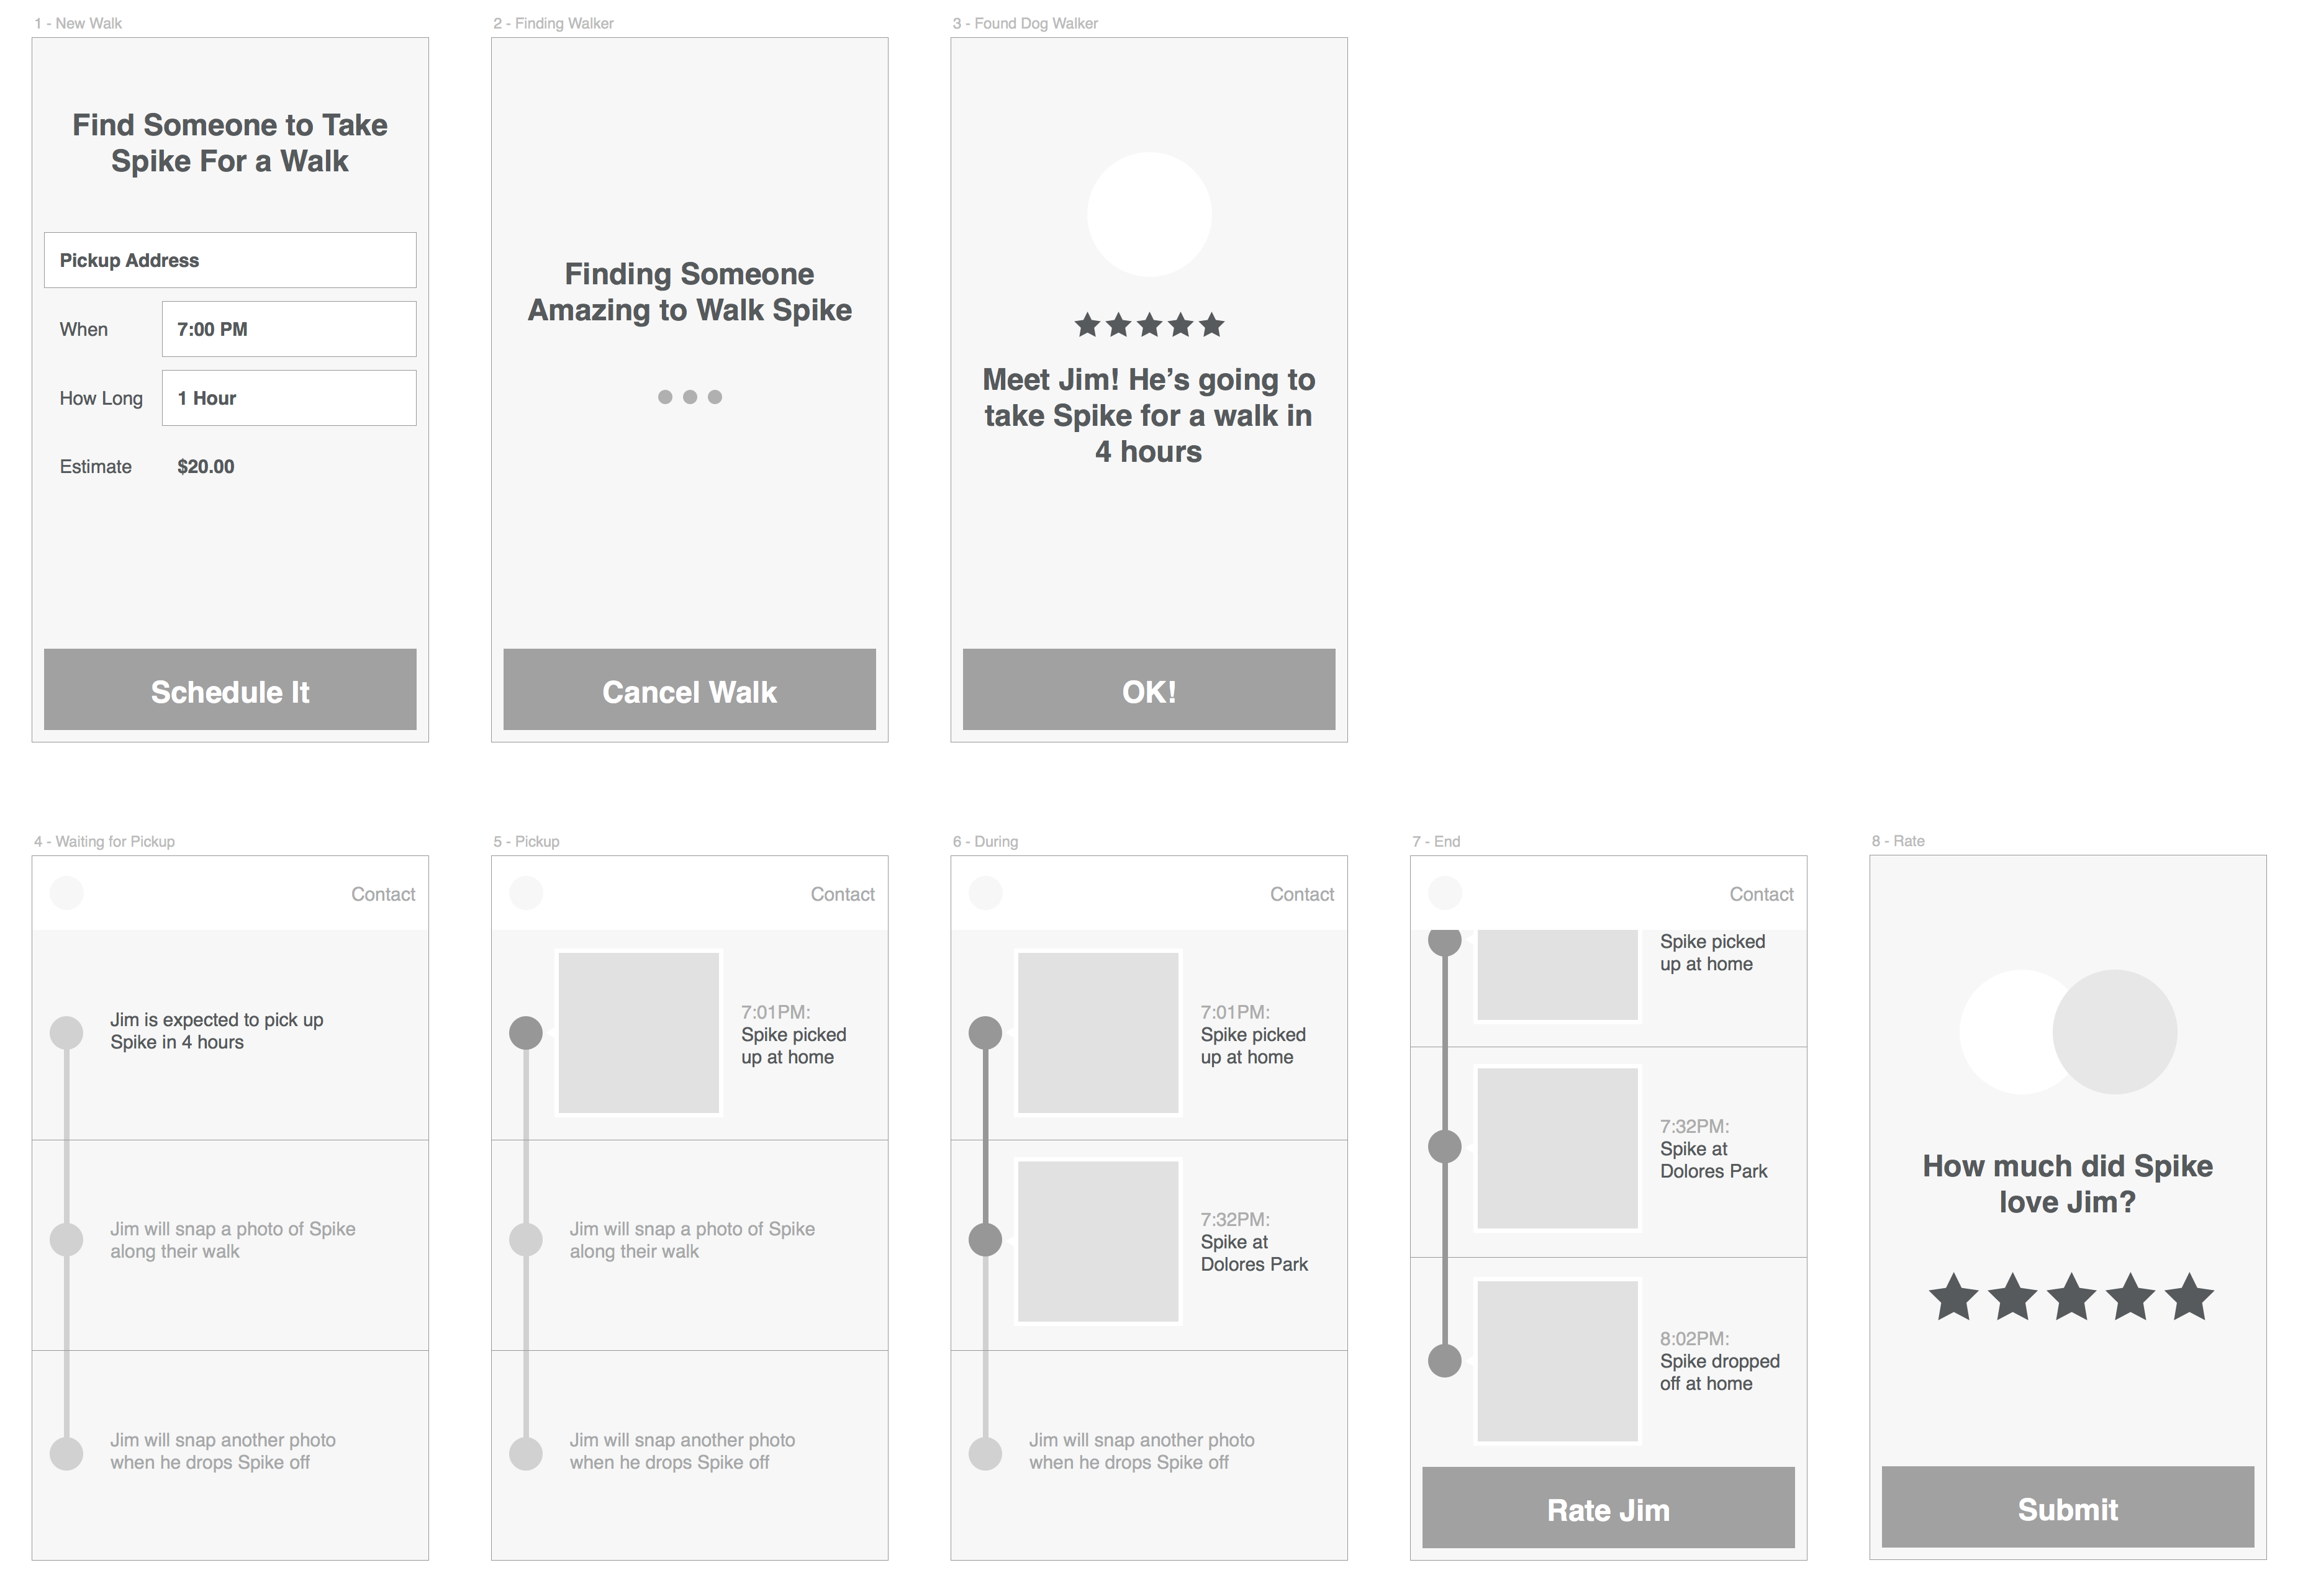 1 - New Walk
Find Someone to Take
Spike For a Walk
Pickup Address
When
7:00 PM
How Long
1 Hour
Estimate
$20.00
Schedule It
2 - Finding Walker
Finding Someone
Amazing to Walk Spike
Cancel Walk
3 - Found Dog Walker
Meet Jim! He’s going to
take Spike for a walk in
4 hours
OK!
4 - Waiting for Pickup
Contact
Jim is expected to pick up
Spike in 4 hours
Jim will snap a photo of Spike
along their walk
Jim will snap another photo
when he drops Spike off
5 - Pickup
Contact
7:01PM:
Spike picked
up at home
Jim will snap a photo of Spike
along their walk
Jim will snap another photo
when he drops Spike off
6 - During
Contact
7:01PM:
Spike picked
up at home
7:32PM:
Spike at
Dolores Park
Jim will snap another photo
when he drops Spike off
7 - End
Contact
Spike picked
up at home
7:32PM:
Spike at
Dolores Park
8:02PM:
Spike dropped
off at home
Rate Jim
8 - Rate
How much did Spike
love Jim?
Submit